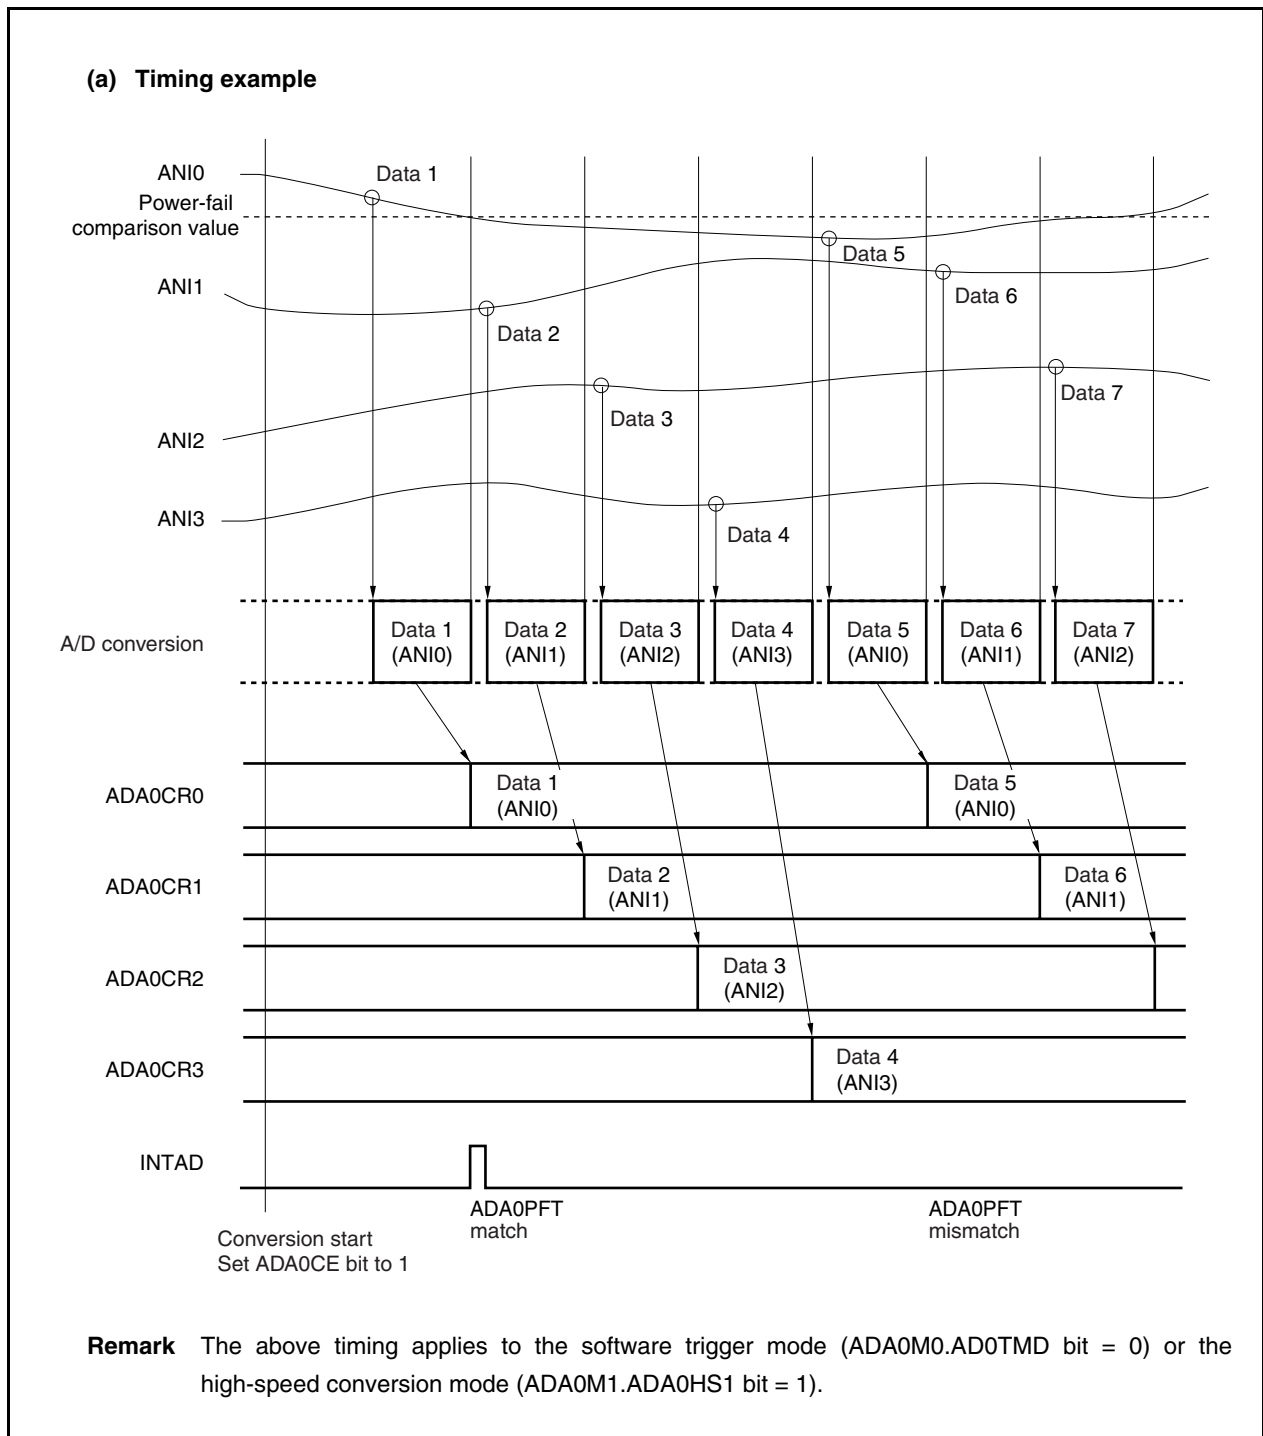 (a) Timing example
ANI0
Data 1
Power-fail
comparison value
Data 5
ANI1
Data 6
Data 2
Data 7
Data 3
ANI2
ANI3
Data 4
A/D conversion
Data 1
(ANI0)
Data 2
(ANI1)
Data 3
(ANI2)
Data 4
(ANI3)
Data 5
(ANI0)
Data 6
(ANI1)
Data 7
(ANI2)
ADA0CR0
Data 1
(ANI0)
Data 5
(ANI0)
ADA0CR1
Data 2
(ANI1)
Data 6
(ANI1)
ADA0CR2
Data 3
(ANI2)
ADA0CR3
Data 4
(ANI3)
INTAD
ADA0PFT
match
ADA0PFT
mismatch
Conversion start
Set ADA0CE bit to 1
Remark The above timing applies to the software trigger mode (ADA0M0.AD0TMD bit = 0) or the
high-speed conversion mode (ADA0M1.ADA0HS1 bit = 1).